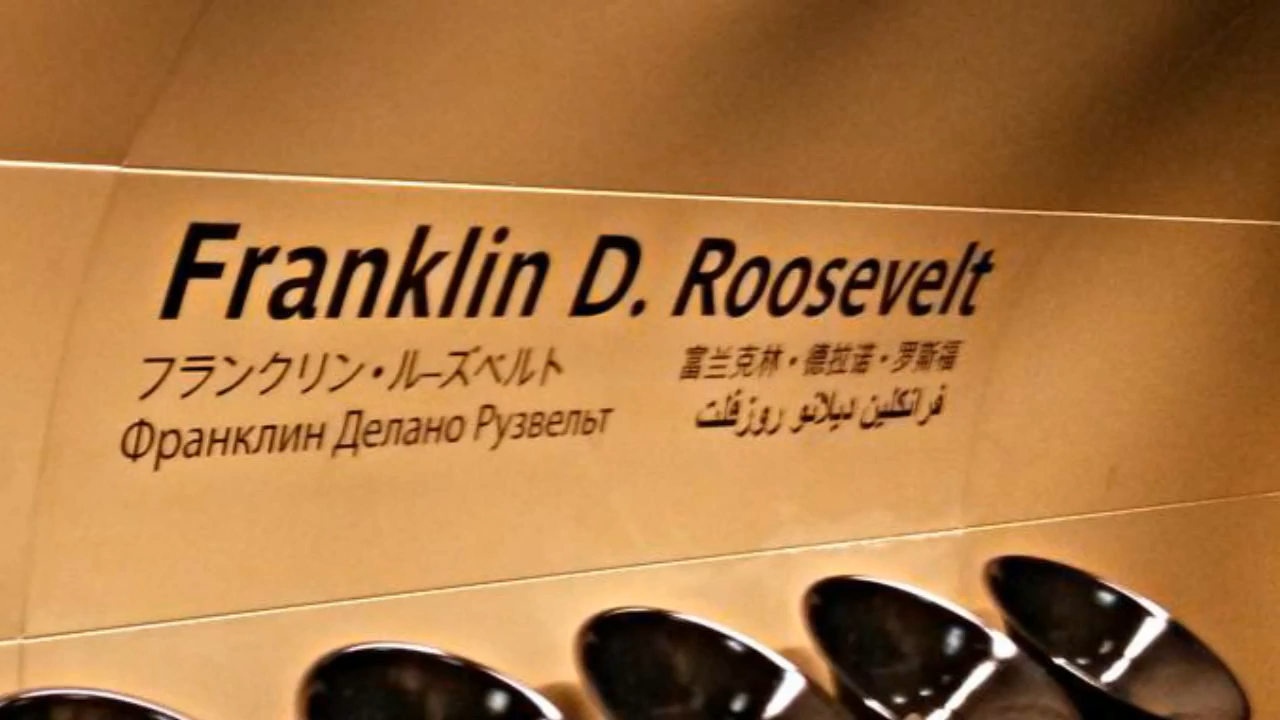 Franklin D. Roosevelt
フランクリン・ルーズベルト
富兰克林・德拉诺・罗斯福
Франклин Делано Рузвельт
فرانكلين ديلانو روزفلت